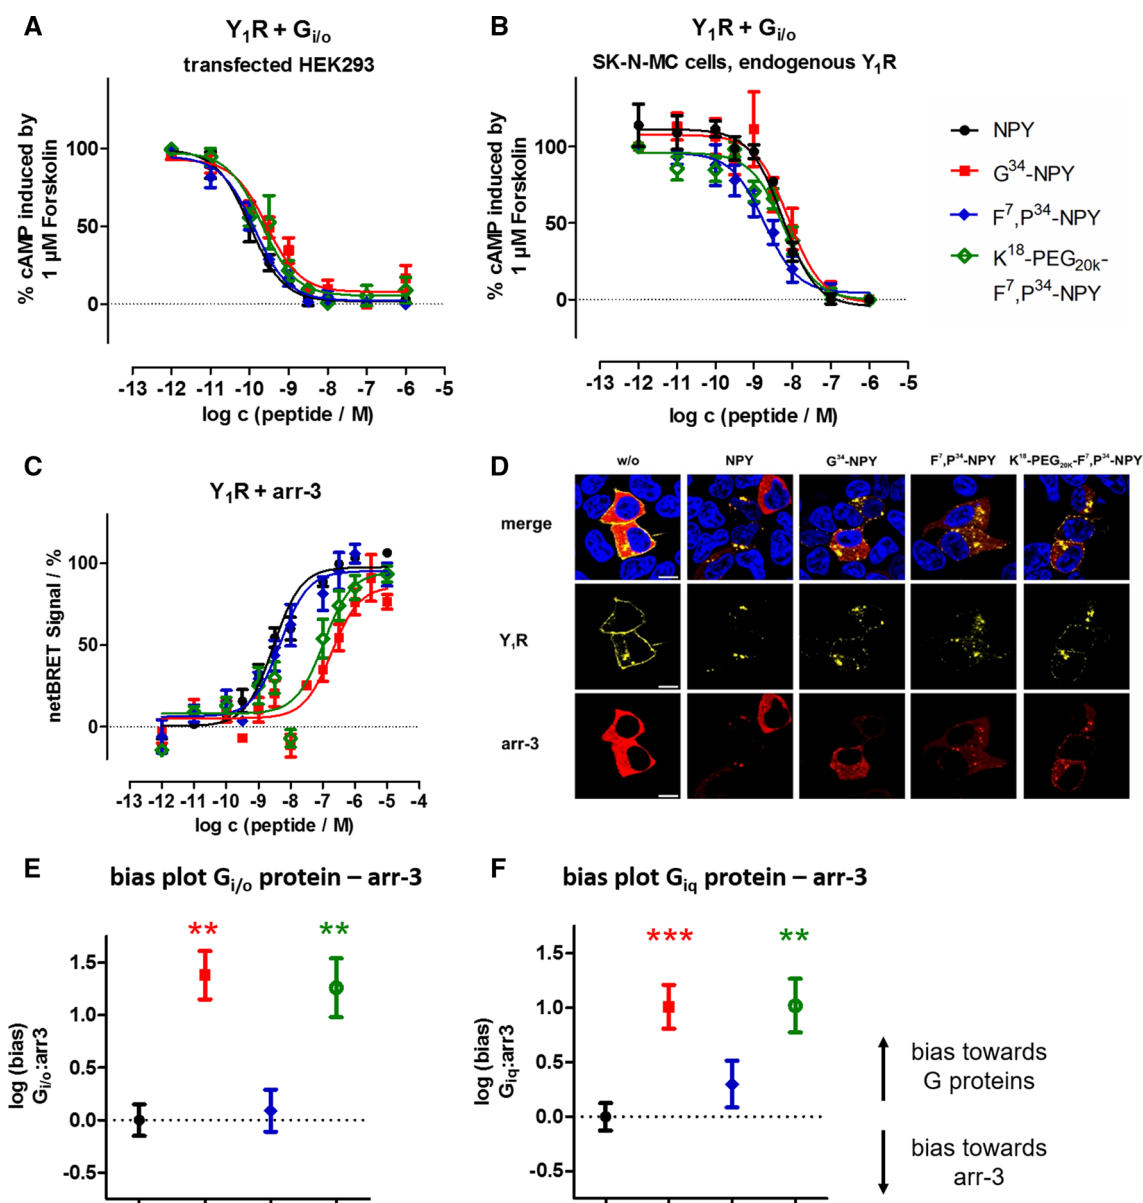 A
Y₁R + Gi/o
transfected HEK293
% cAMP induced by
1 µM Forskolin
100
50
0
-13 -12 -11 -10 -9 -8 -7 -6 -5
log c (peptide / M)
B
Y₁R + Gi/o
SK-N-MC cells, endogenous Y₁R
% cAMP induced by
1 µM Forskolin
100
50
0
-13 -12 -11 -10 -9 -8 -7 -6 -5
log c (peptide / M)
NPY
G³⁴-NPY
F⁷,P³⁴-NPY
K¹⁸-PEG₂₀ₖ-
F⁷,P³⁴-NPY
C
Y₁R + arr-3
netBRET Signal / %
100
50
0
-13 -12 -11 -10 -9 -8 -7 -6 -5 -4
log c (peptide / M)
D
w/o NPY G³⁴-NPY F⁷,P³⁴-NPY K¹⁸-PEG₂₀K-F⁷,P³⁴-NPY
merge
Y₁R
arr-3
E
bias plot Gi/o protein – arr-3
log (bias)
Gi/o:arr3
1.5
1.0
0.5
0.0
-0.5
** **
F
bias plot Giq protein – arr-3
log (bias)
Giq:arr3
1.5
1.0
0.5
0.0
-0.5
*** **
bias towards
G proteins
bias towards
arr-3